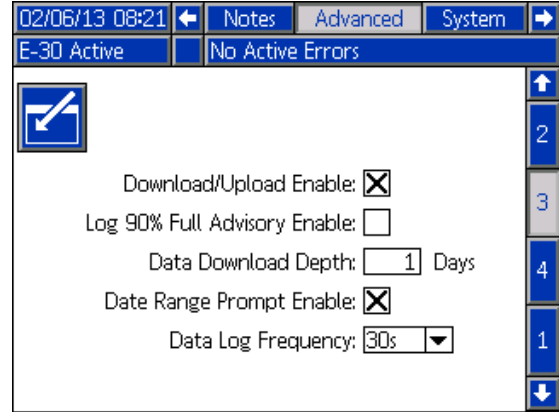 02/06/13 08:21 Notes Advanced System
E-30 Active No Active Errors
2
Download/Upload Enable:
3
Log 90% Full Advisory Enable:
Data Download Depth: 1 Days
4
Date Range Prompt Enable:
Data Log Frequency: 30s
1